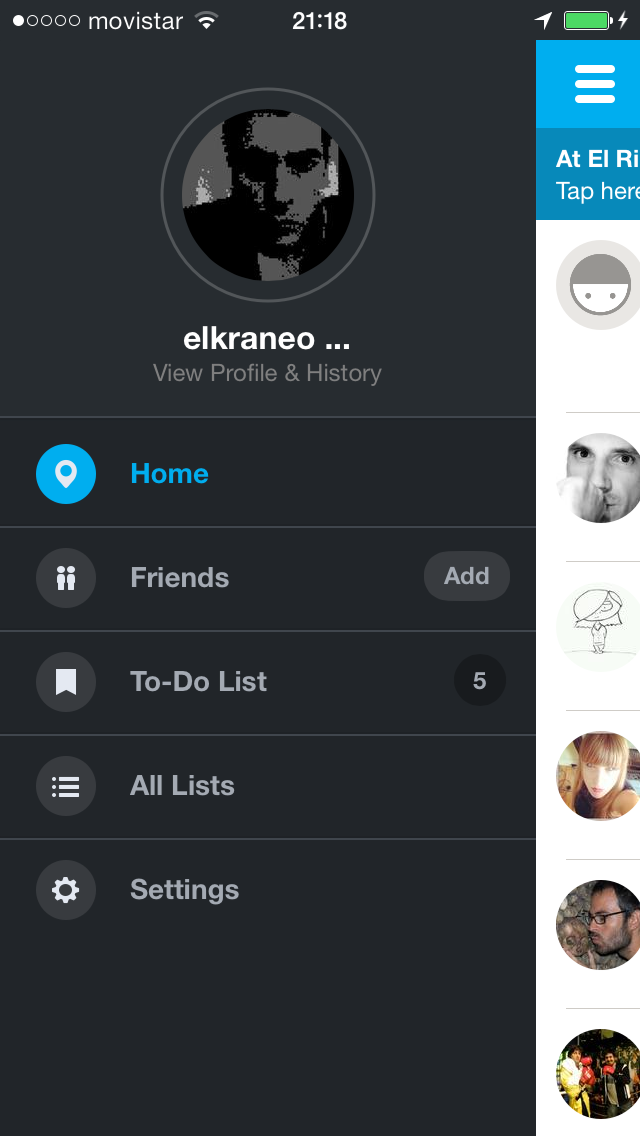 movistar 21:18
elkraneo ...
View Profile & History
Home
Friends Add
To-Do List 5
All Lists
Settings
At El Ri
Tap here